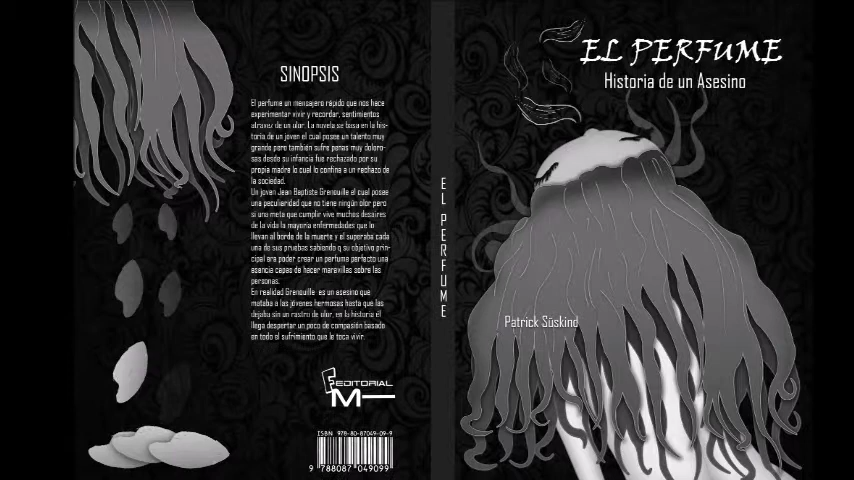 SINOPSIS
El perfume un mensajero rápido que nos hace
experimentar vivir y recordar, sentimientos
atravez de un olor. La novela se basa en la his-
toria de un joven el cual posee un talento muy
grande pero también sufre penas muy doloro-
sas desde su infancia fue rechazado por su
propia madre lo cual lo confina a un rechazo de
la sociedad.
Un joven Jean Baptiste Grenouille el cual posee
una peculiaridad que no tiene ningún olor pero
si una meta que cumplir vive muchos desaires
de la vida la mayoria enfermedades que lo
llevan al borde de la muerte y el superaba cada
una de sus pruebas sabiendo q su objetivo prin-
cipal era poder crear un perfume perfecto una
esencia capas de hacer maravillas sobre las
personas.
En realidad Grenouille es un asesino que
mataba a las jóvenes hermosas hasta que las
dejaba sin un rastro de olor, en la historia él
llega despertar un poco de compasión basado
en todo el sufrimiento que le toca vivir.
EDITORIAL
M
ISBN 978-80-87049-09-9
9 788087 049099
EL PERFUME
EL PERFUME
Historia de un Asesino
Patrick Süskind